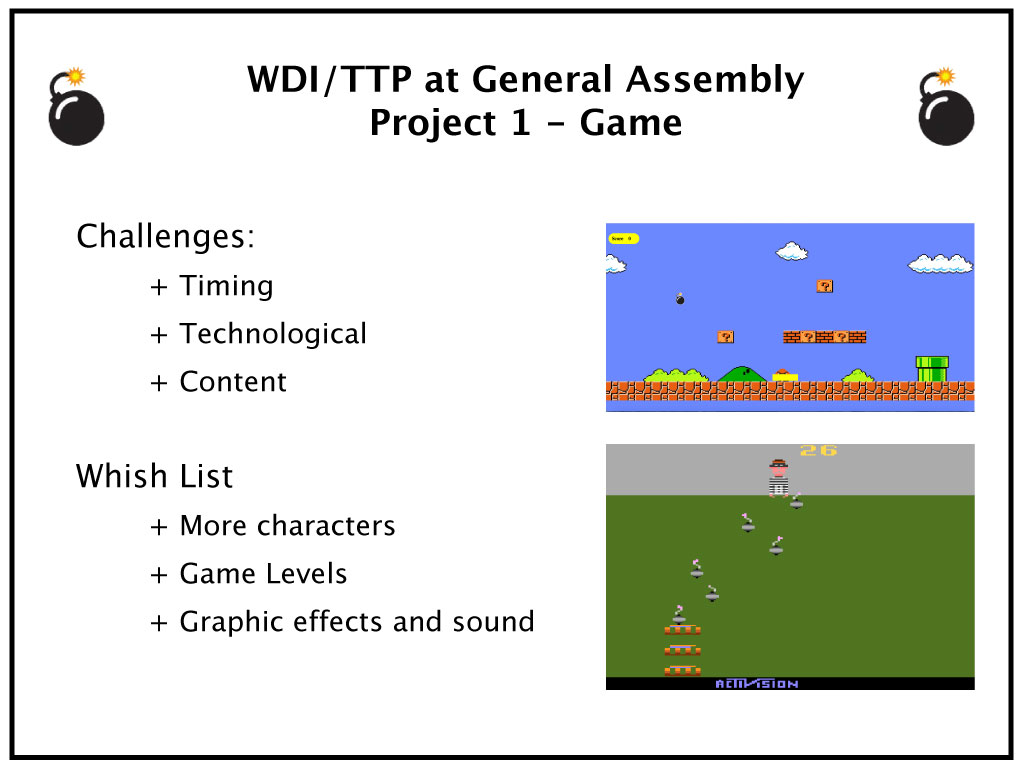 WDI/TTP at General Assembly
Project 1 - Game
Challenges:
+ Timing
+ Technological
+ Content
Whish List
+ More characters
+ Game Levels
+ Graphic effects and sound
Score 0
?
? ? ?
26
ACTIVISION